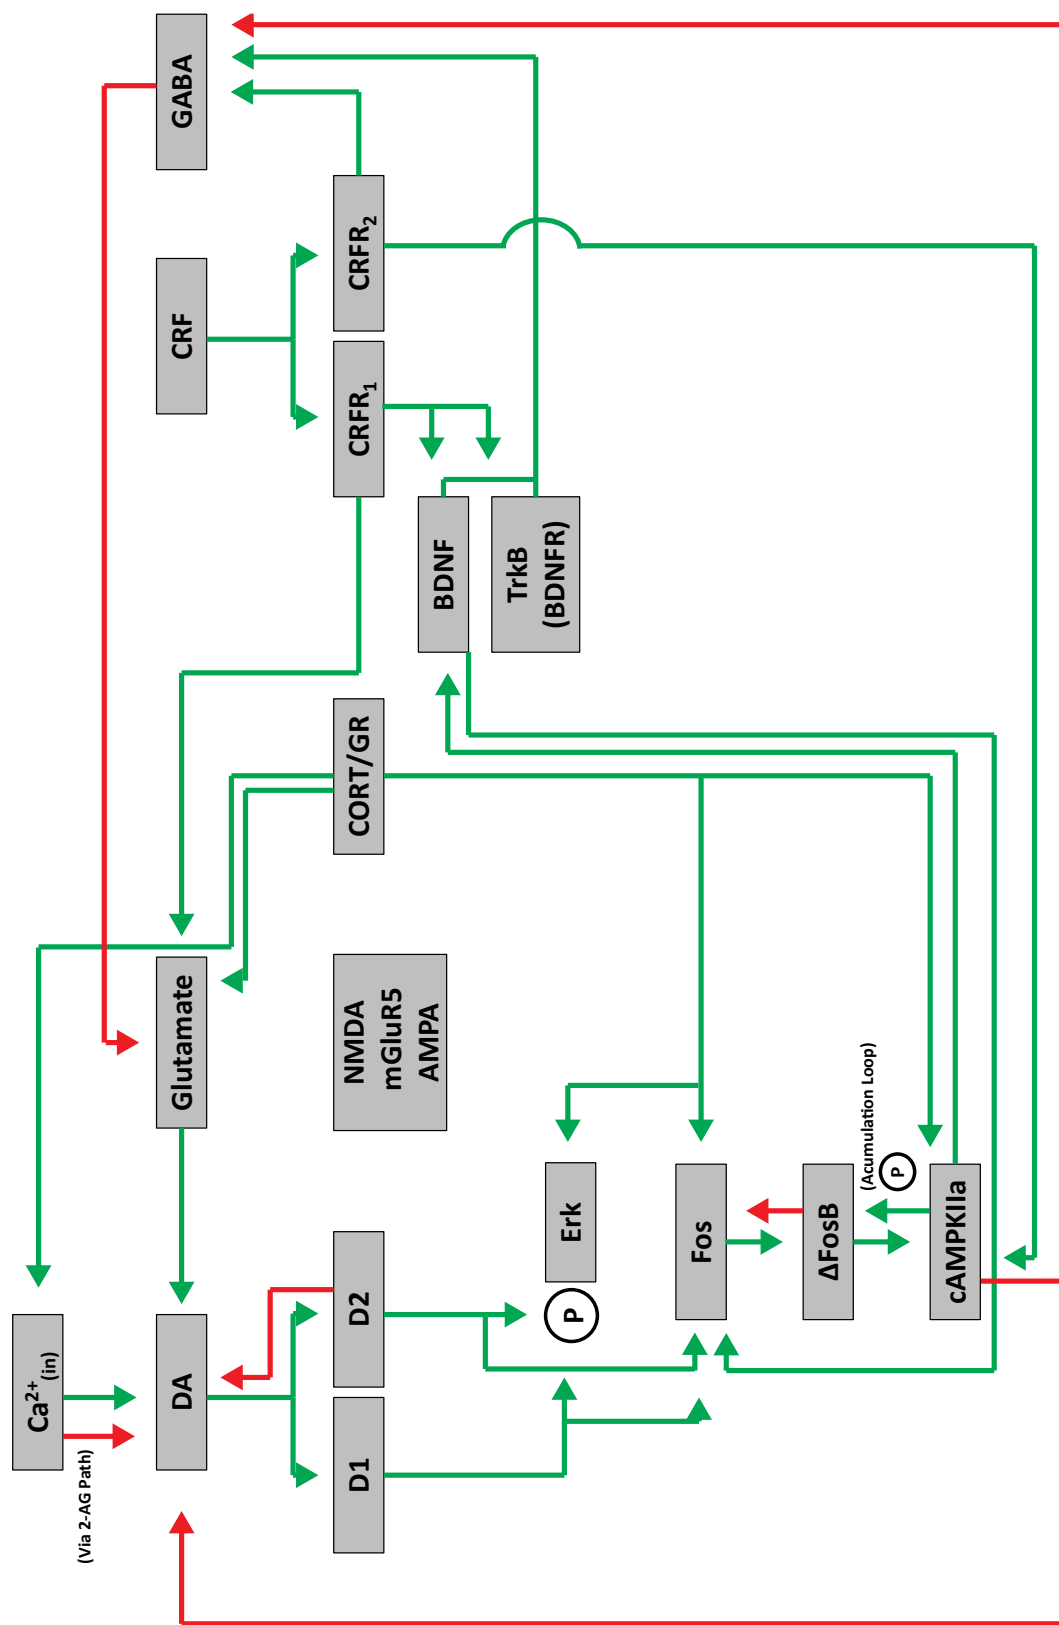 Ca²⁺(in)
(Via 2-AG Path)
DA
Glutamate
CRF
GABA
D1
D2
NMDA
mGluR5
AMPA
CORT/GR
CRFR₁
CRFR₂
BDNF
TrkB
(BDNFR)
P
Erk
Fos
ΔFosB
(Acumulation Loop)
P
cAMPKIIa